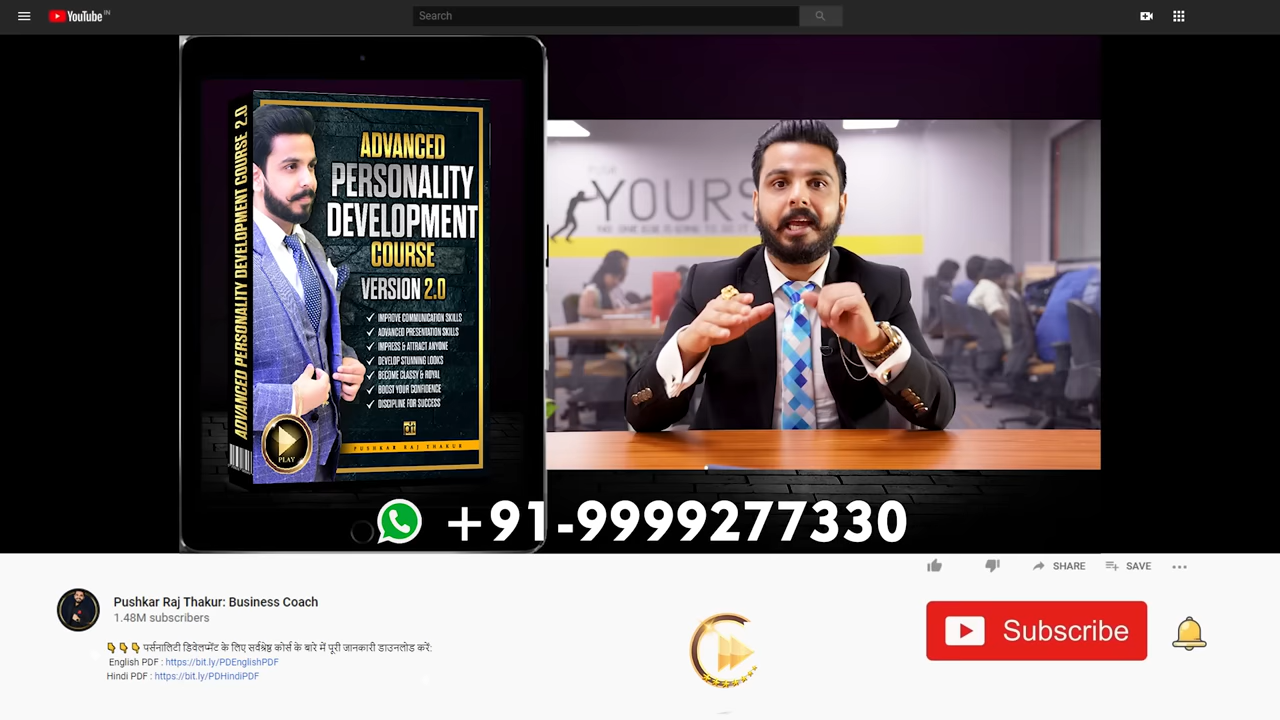 YouTube IN
Search
ADVANCED PERSONALITY DEVELOPMENT COURSE 2.0
ADVANCED
PERSONALITY
DEVELOPMENT
COURSE
VERSION 2.0
✓ IMPROVE COMMUNICATION SKILLS
✓ ADVANCED PRESENTATION SKILLS
✓ IMPRESS & ATTRACT ANYONE
✓ DEVELOP STUNNING LOOKS
✓ BECOME CLASSY & ROYAL
✓ BOOST YOUR CONFIDENCE
✓ DISCIPLINE FOR SUCCESS
PUSHKAR RAJ THAKUR
PLAY
YOURS
+91-9999277330
SHARE
SAVE
Pushkar Raj Thakur: Business Coach
1.48M subscribers
Subscribe
👇👇👇 पर्सनालिटी डिवेलप्मेंट के लिए सर्वश्रेष्ठ कोर्स के बारे में पूरी जानकारी डाउनलोड करें:
English PDF : https://bit.ly/PDEnglishPDF
Hindi PDF : https://bit.ly/PDHindiPDF